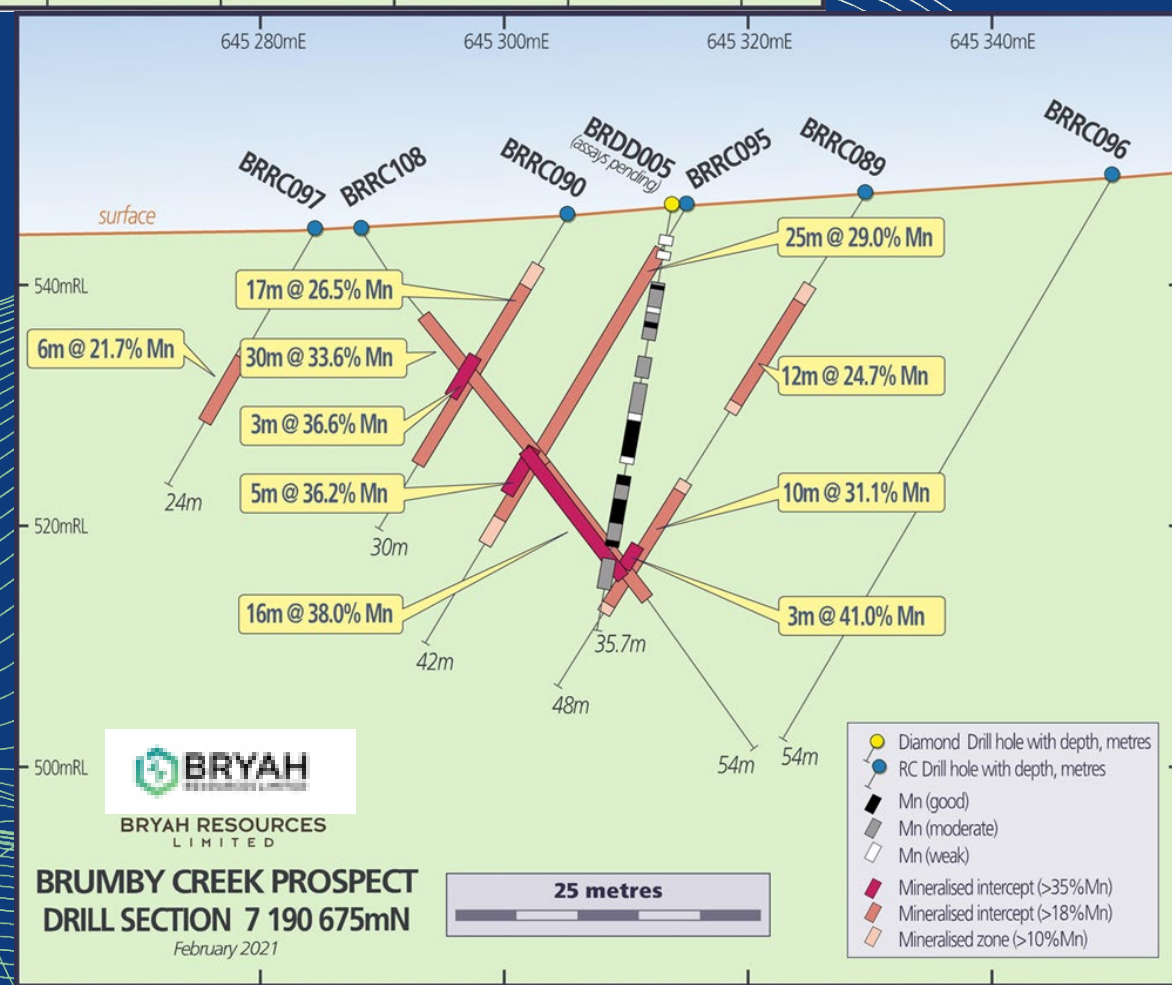 645 280mE
645 300mE
645 320mE
645 340mE
BRRC097
BRRC108
BRRC090
BRDD005
(assays pending)
BRRC095
BRRC089
BRRC096
surface
25m @ 29.0% Mn
540mRL
17m @ 26.5% Mn
6m @ 21.7% Mn
30m @ 33.6% Mn
12m @ 24.7% Mn
3m @ 36.6% Mn
5m @ 36.2% Mn
10m @ 31.1% Mn
24m
520mRL
30m
16m @ 38.0% Mn
3m @ 41.0% Mn
42m
35.7m
48m
54m
54m
500mRL
BRYAH
RESOURCES LIMITED
BRYAH RESOURCES
LIMITED
BRUMBY CREEK PROSPECT
DRILL SECTION 7 190 675mN
February 2021
25 metres
Diamond Drill hole with depth, metres
RC Drill hole with depth, metres
Mn (good)
Mn (moderate)
Mn (weak)
Mineralised intercept (>35%Mn)
Mineralised intercept (>18%Mn)
Mineralised zone (>10%Mn)